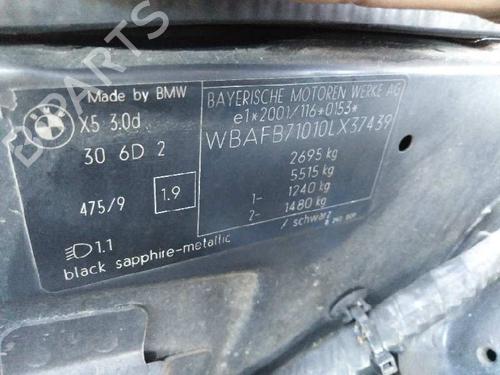 B PARTS
BMW
Made by BMW
X5 3.0d
30 6D 2
475/9
1.9
1.1
black sapphire-metallic
BAYERISCHE MOTOREN WERKE AG
e1*2001/116*0153*
WBAFB71010LX37439
2695 kg
5515 kg
1- 1240 kg
2- 1480 kg
/ schwarz